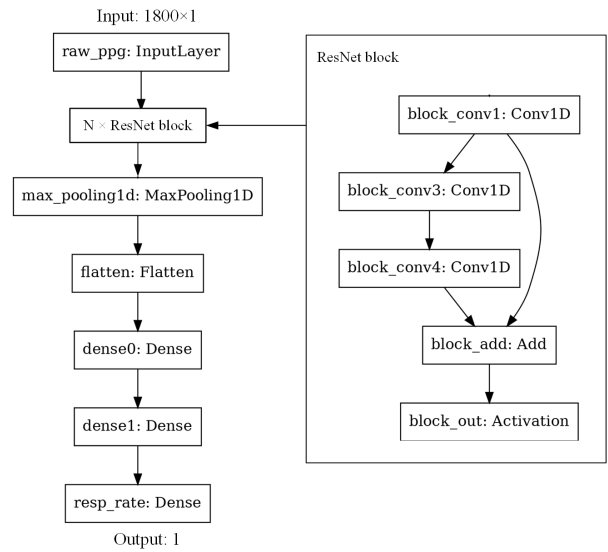 Input: 1800×1
raw_ppg: InputLayer
N × ResNet block
max_pooling1d: MaxPooling1D
flatten: Flatten
dense0: Dense
dense1: Dense
resp_rate: Dense
Output: 1
ResNet block
block_conv1: Conv1D
block_conv3: Conv1D
block_conv4: Conv1D
block_add: Add
block_out: Activation